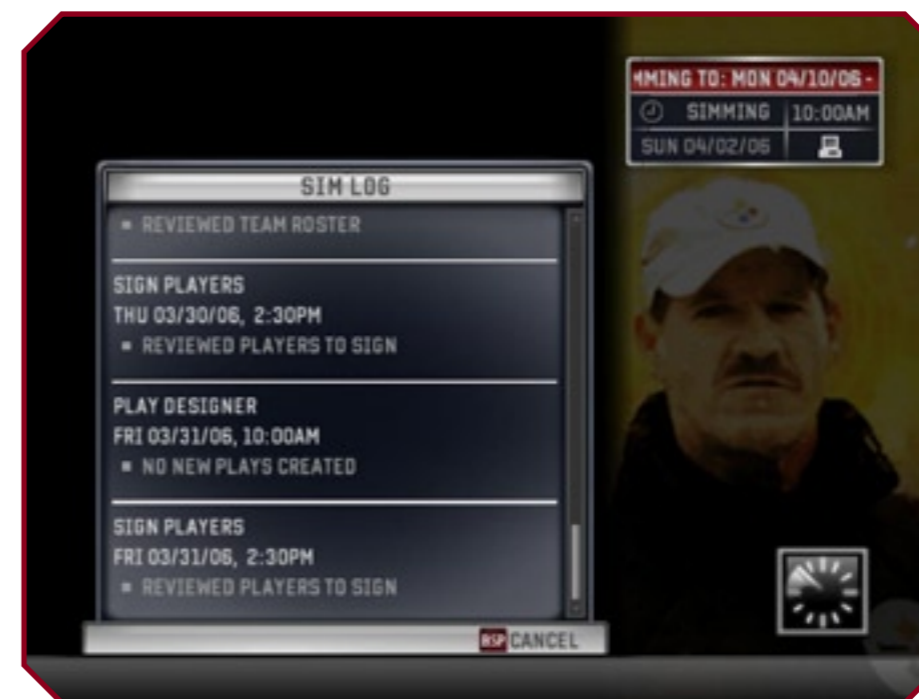 MMING TO: MON 04/10/06 -
SIMMING 10:00AM
SUN 04/02/06
SIM LOG
REVIEWED TEAM ROSTER
SIGN PLAYERS
THU 03/30/06, 2:30PM
REVIEWED PLAYERS TO SIGN
PLAY DESIGNER
FRI 03/31/06, 10:00AM
NO NEW PLAYS CREATED
SIGN PLAYERS
FRI 03/31/06, 2:30PM
REVIEWED PLAYERS TO SIGN
RSP CANCEL